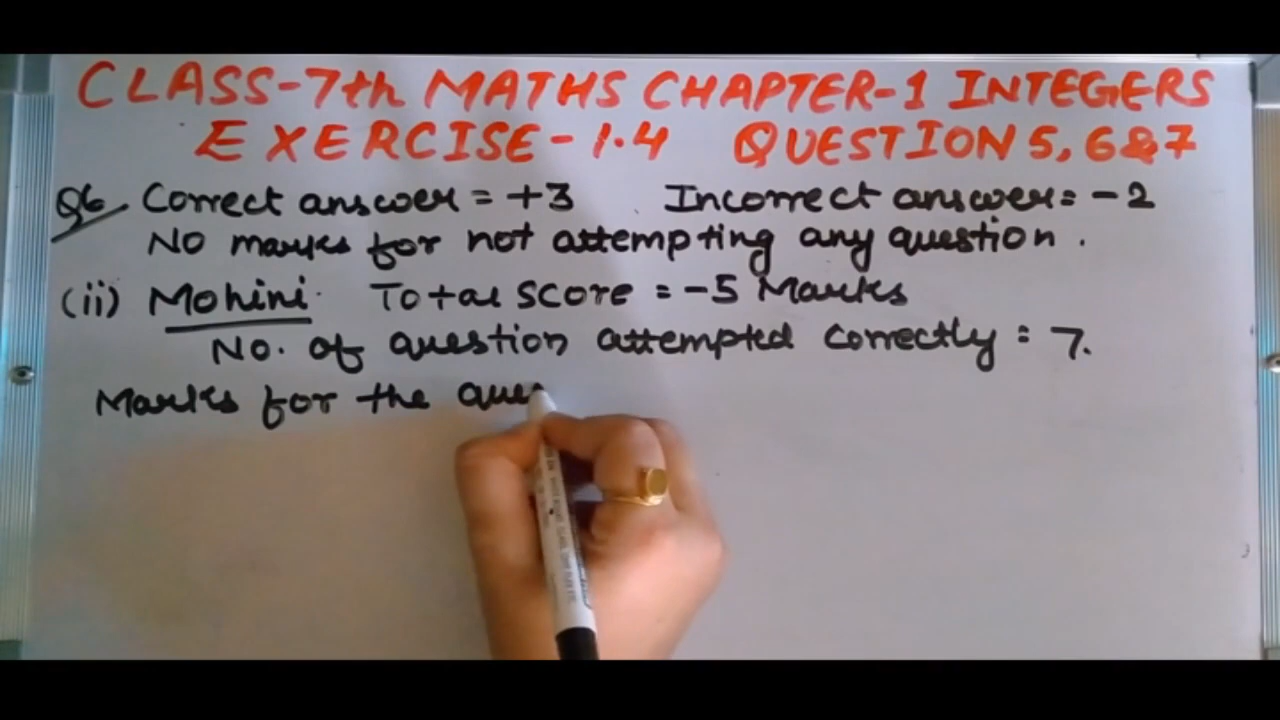 CLASS-7th MATHS CHAPTER-1 INTEGERS
EXERCISE-1.4 QUESTION 5, 6 & 7
Q6 Correct answer = +3 Incorrect answer = -2
No marks for not attempting any question.
(ii) Mohini Total score = -5 Marks
No. of question attempted correctly = 7.
Marks for the que